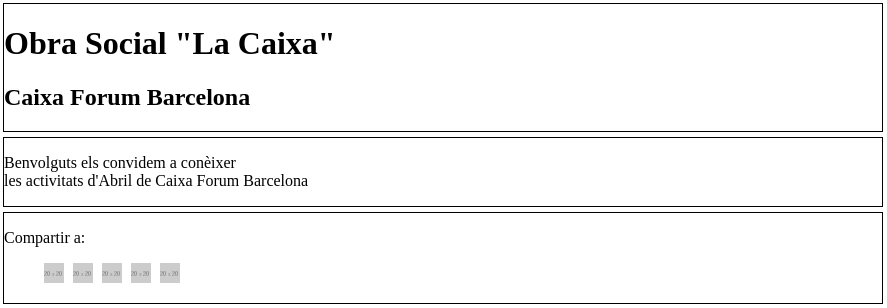 Obra Social "La Caixa"
Caixa Forum Barcelona
Benvolguts els convidem a conèixer
les activitats d'Abril de Caixa Forum Barcelona
Compartir a:
20 x 20 20 x 20 20 x 20 20 x 20 20 x 20